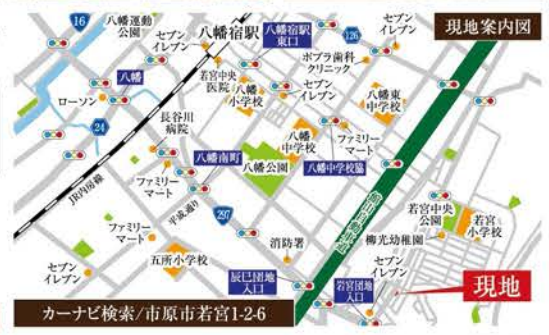 現地案内図
16
八幡運動
公園
セブン
イレブン
八幡宿駅
八幡宿駅
東口
126
セブン
イレブン
ポプラ歯科
クリニック
八幡
若宮中央
医院
八幡
小学校
セブン
イレブン
八幡東
中学校
ローソン
24
長谷川
病院
八幡
中学校
ファミリー
マート
八幡南町
八幡公園
八幡中学校脇
JR内房線
ファミリー
マート
平成通り
297
若宮中央
公園
若宮
小学校
ファミリー
マート
消防署
柳光幼稚園
五所小学校
セブン
イレブン
辰巳団地
入口
若宮団地
入口
セブン
イレブン
現地
カーナビ検索/市原市若宮1-2-6